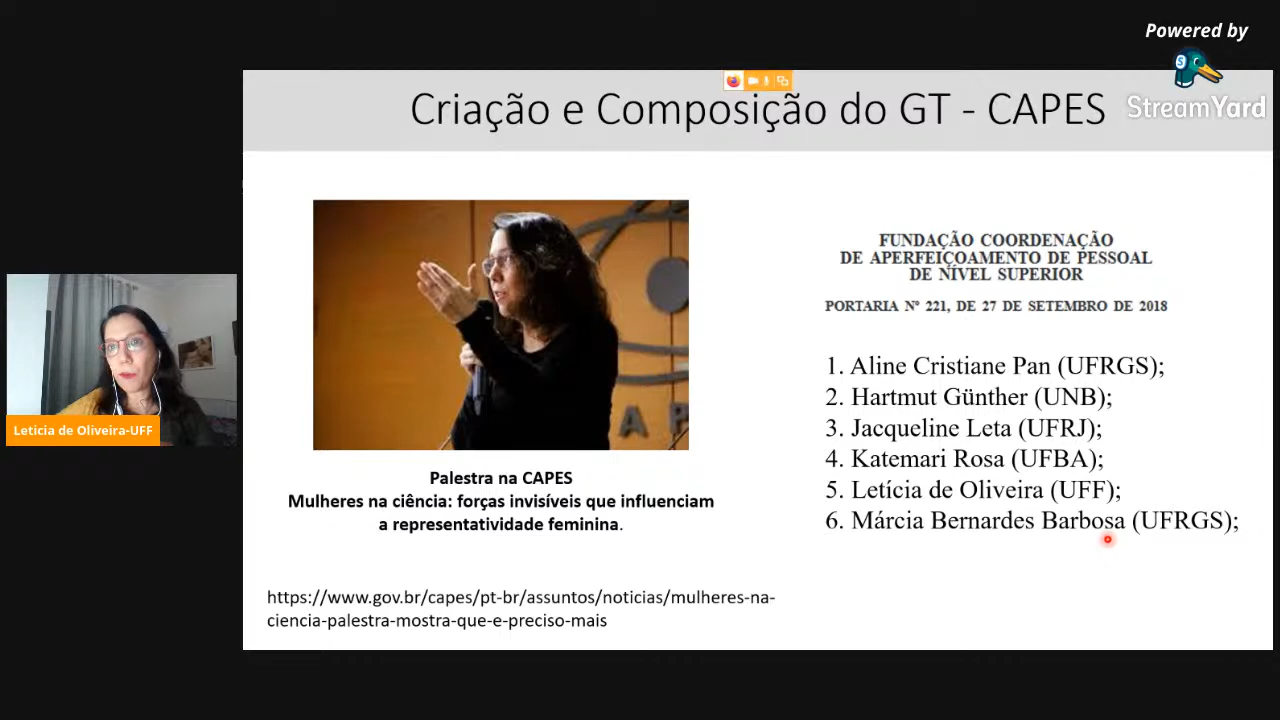 Powered by
StreamYard
Criação e Composição do GT - CAPES
FUNDAÇÃO COORDENAÇÃO
DE APERFEIÇOAMENTO DE PESSOAL
DE NÍVEL SUPERIOR
PORTARIA Nº 221, DE 27 DE SETEMBRO DE 2018
1. Aline Cristiane Pan (UFRGS);
2. Hartmut Günther (UNB);
3. Jacqueline Leta (UFRJ);
4. Katemari Rosa (UFBA);
5. Letícia de Oliveira (UFF);
6. Márcia Bernardes Barbosa (UFRGS);
A P
Palestra na CAPES
Mulheres na ciência: forças invisíveis que influenciam
a representatividade feminina.
https://www.gov.br/capes/pt-br/assuntos/noticias/mulheres-na-
ciencia-palestra-mostra-que-e-preciso-mais
Leticia de Oliveira-UFF